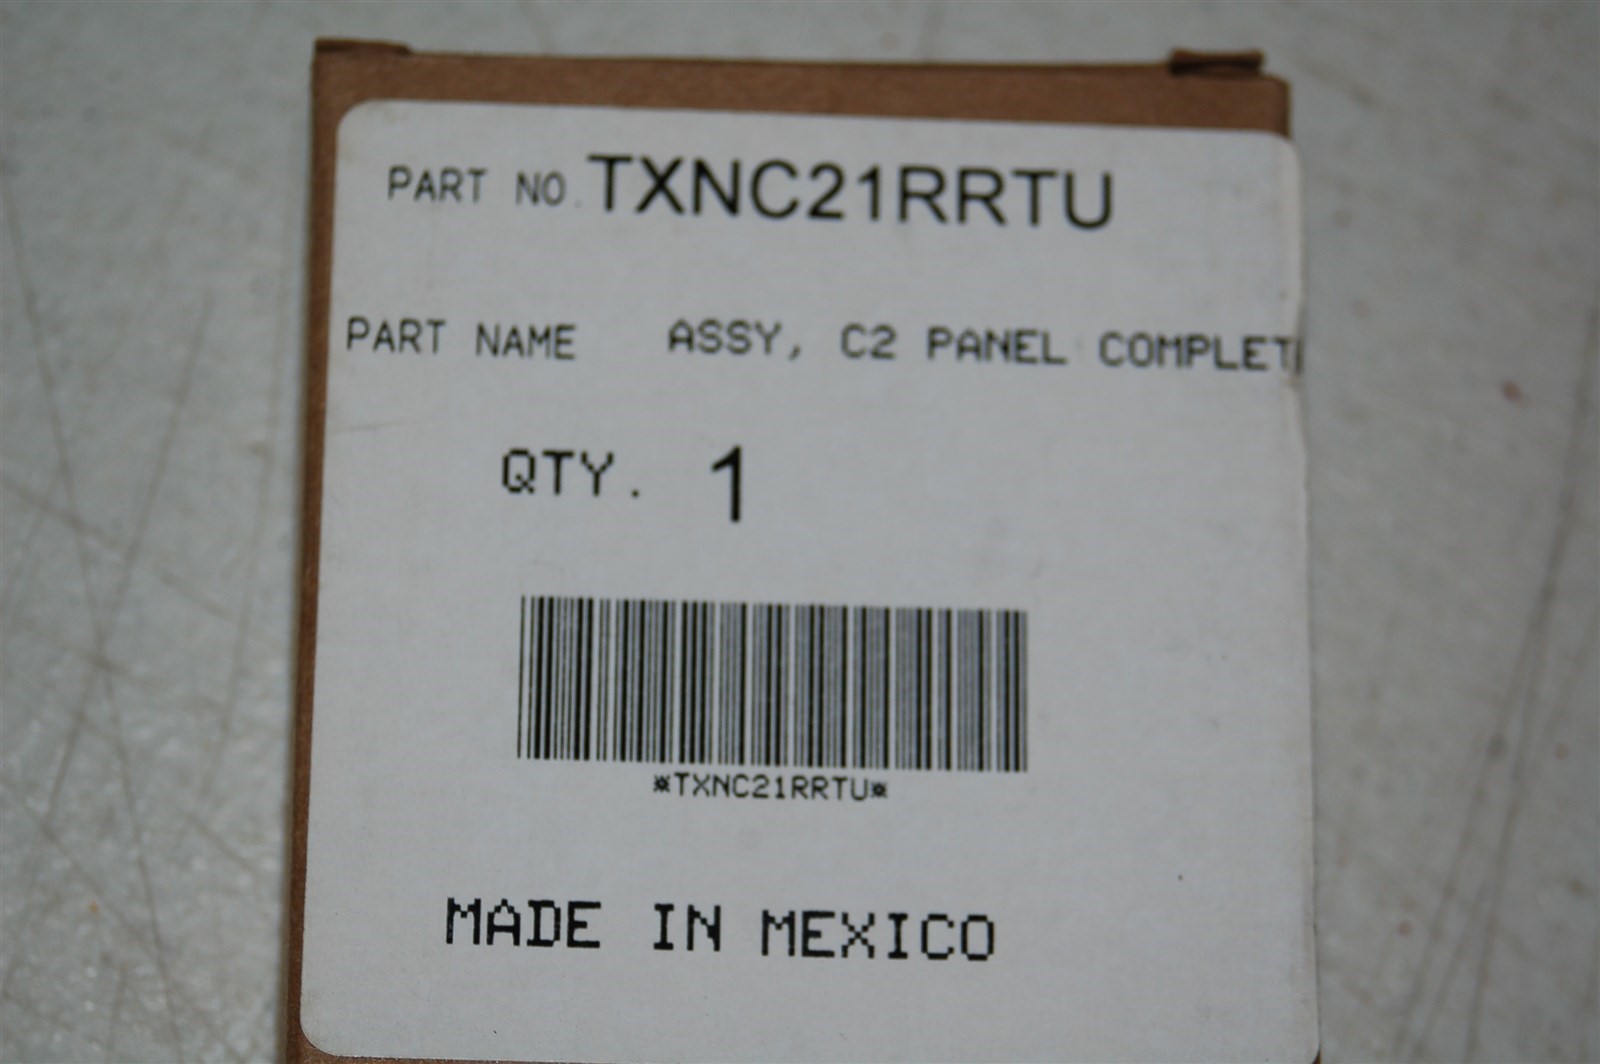 PART NO. TXNC21RRTU
PART NAME ASSY, C2 PANEL COMPLET
QTY. 1
*TXNC21RRTU*
MADE IN MEXICO